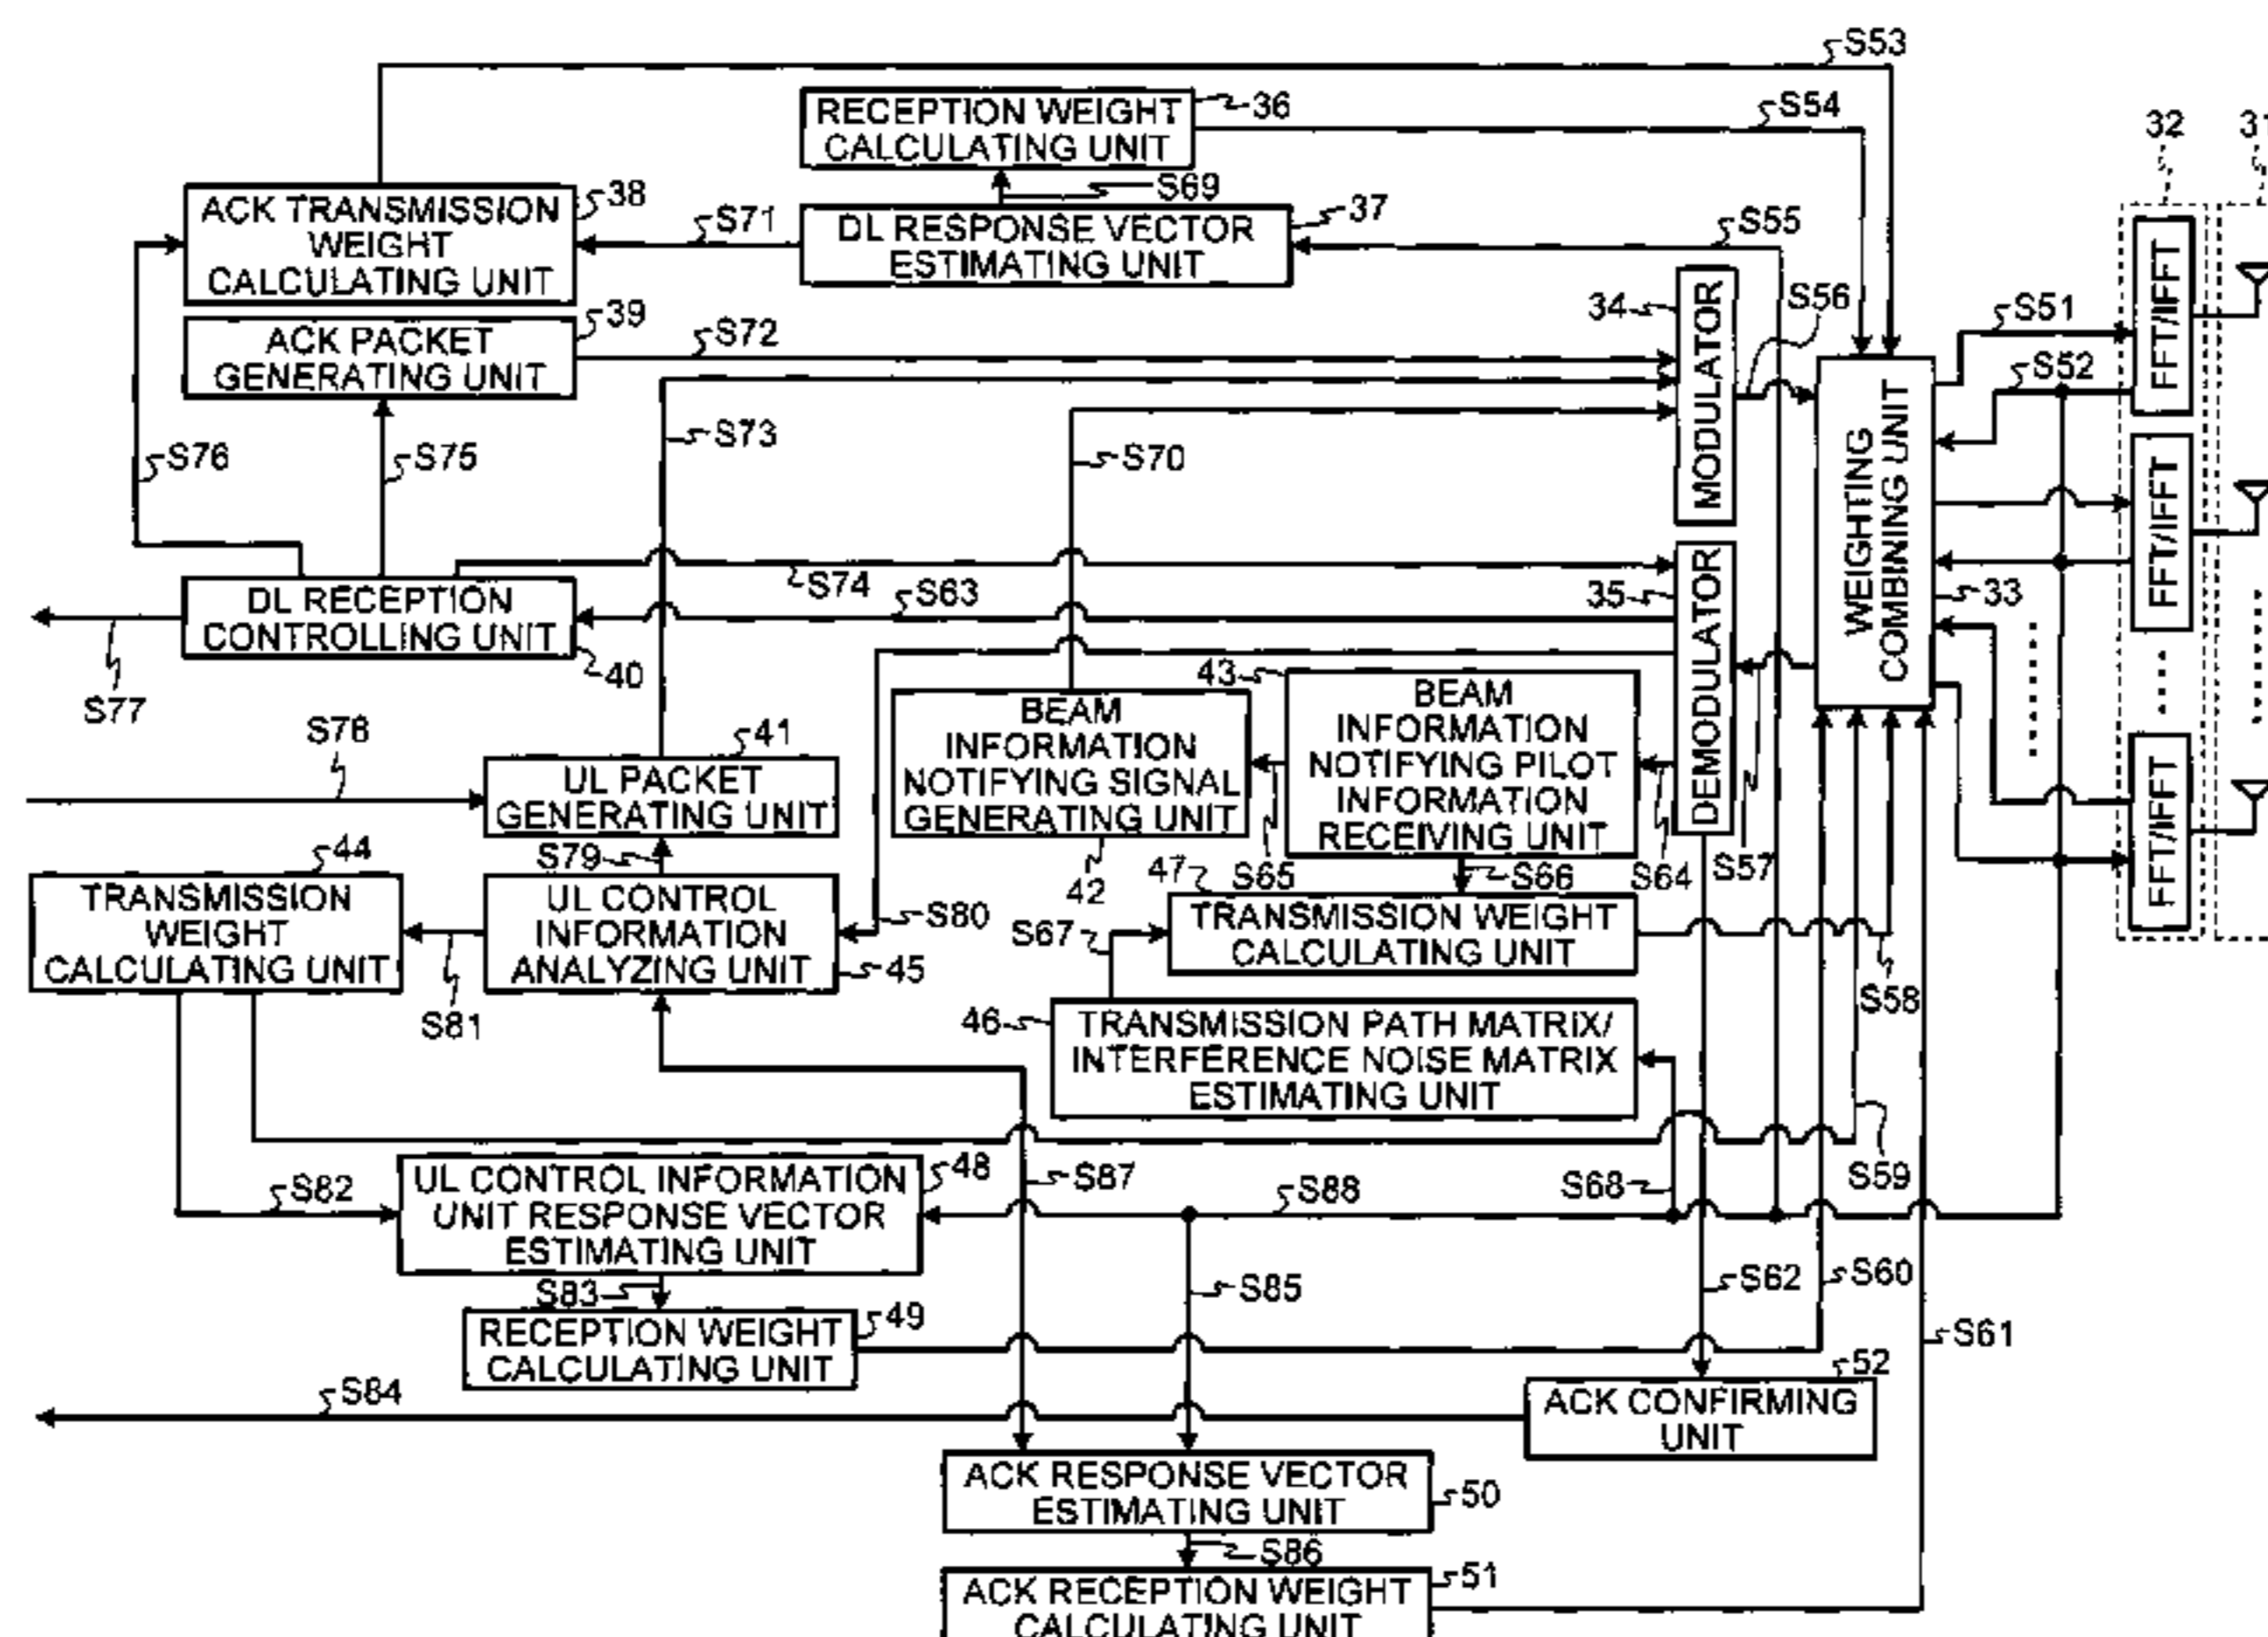 S53
RECEPTION WEIGHT
CALCULATING UNIT
36
S54
32
ACK TRANSMISSION
WEIGHT
CALCULATING UNIT
38
S69
S71
DL RESPONSE VECTOR
ESTIMATING UNIT
37
S55
ACK PACKET
GENERATING UNIT
39
S72
34
MODULATOR
S56
S51
S52
FFT/IFFT
S76
S75
S73
S70
WEIGHTING
COMBINING UNIT
33
FFT/IFFT
DL RECEPTION
CONTROLLING UNIT
40
S74
S63
35
DEMODULATOR
S77
S78
UL PACKET
GENERATING UNIT
41
BEAM
INFORMATION
NOTIFYING SIGNAL
GENERATING UNIT
42
43
BEAM
INFORMATION
NOTIFYING PILOT
INFORMATION
RECEIVING UNIT
FFT/IFFT
S79
S65
S66
S64
S57
44
TRANSMISSION
WEIGHT
CALCULATING UNIT
S81
UL CONTROL
INFORMATION
ANALYZING UNIT
45
S80
S67
47
TRANSMISSION WEIGHT
CALCULATING UNIT
S58
46
TRANSMISSION PATH MATRIX/
INTERFERENCE NOISE MATRIX
ESTIMATING UNIT
S82
UL CONTROL INFORMATION
UNIT RESPONSE VECTOR
ESTIMATING UNIT
48
S87
S88
S68
S59
S83
S85
S62
S60
RECEPTION WEIGHT
CALCULATING UNIT
49
S61
S84
52
ACK CONFIRMING
UNIT
ACK RESPONSE VECTOR
ESTIMATING UNIT
50
S86
ACK RECEPTION WEIGHT
CALCULATING UNIT
51